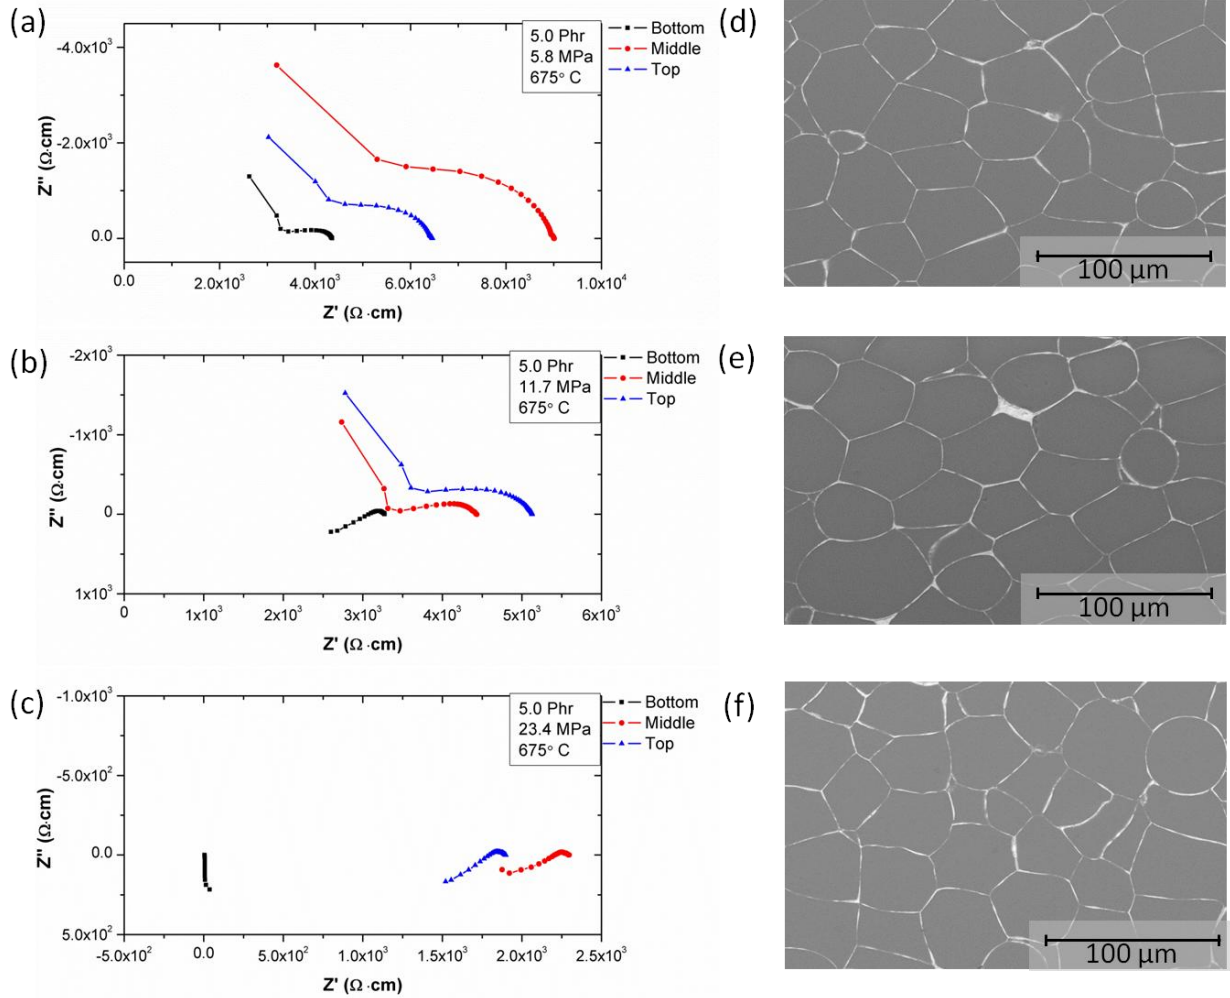 (a)
-4.0x10³
-2.0x10³
0.0
Z'' (Ω·cm)
5.0 Phr
5.8 MPa
675° C
Bottom
Middle
Top
0.0
2.0x10³
4.0x10³
6.0x10³
8.0x10³
1.0x10⁴
Z' (Ω·cm)
(d)
100 µm
(b)
-2x10³
-1x10³
0
1x10³
Z'' (Ω·cm)
5.0 Phr
11.7 MPa
675° C
Bottom
Middle
Top
0
1x10³
2x10³
3x10³
4x10³
5x10³
6x10³
Z' (Ω·cm)
(e)
100 µm
(c)
-1.0x10³
-5.0x10²
0.0
5.0x10²
Z'' (Ω·cm)
5.0 Phr
23.4 MPa
675° C
Bottom
Middle
Top
-5.0x10²
0.0
5.0x10²
1.0x10³
1.5x10³
2.0x10³
2.5x10³
Z' (Ω·cm)
(f)
100 µm